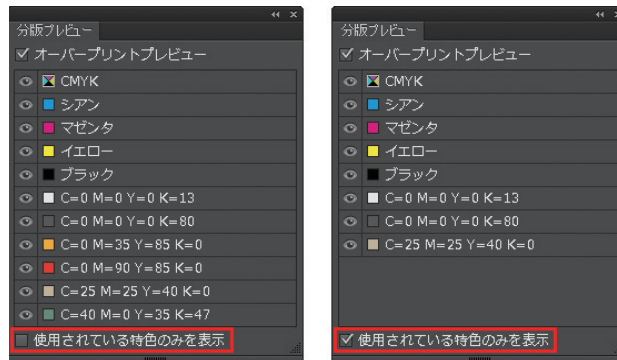 分版プレビュー
オーバープリントプレビュー
CMYK
シアン
マゼンタ
イエロー
ブラック
C=0 M=0 Y=0 K=13
C=0 M=0 Y=0 K=80
C=0 M=35 Y=85 K=0
C=0 M=90 Y=85 K=0
C=25 M=25 Y=40 K=0
C=40 M=0 Y=35 K=47
使用されている特色のみを表示
分版プレビュー
オーバープリントプレビュー
CMYK
シアン
マゼンタ
イエロー
ブラック
C=0 M=0 Y=0 K=13
C=0 M=0 Y=0 K=80
C=25 M=25 Y=40 K=0
使用されている特色のみを表示